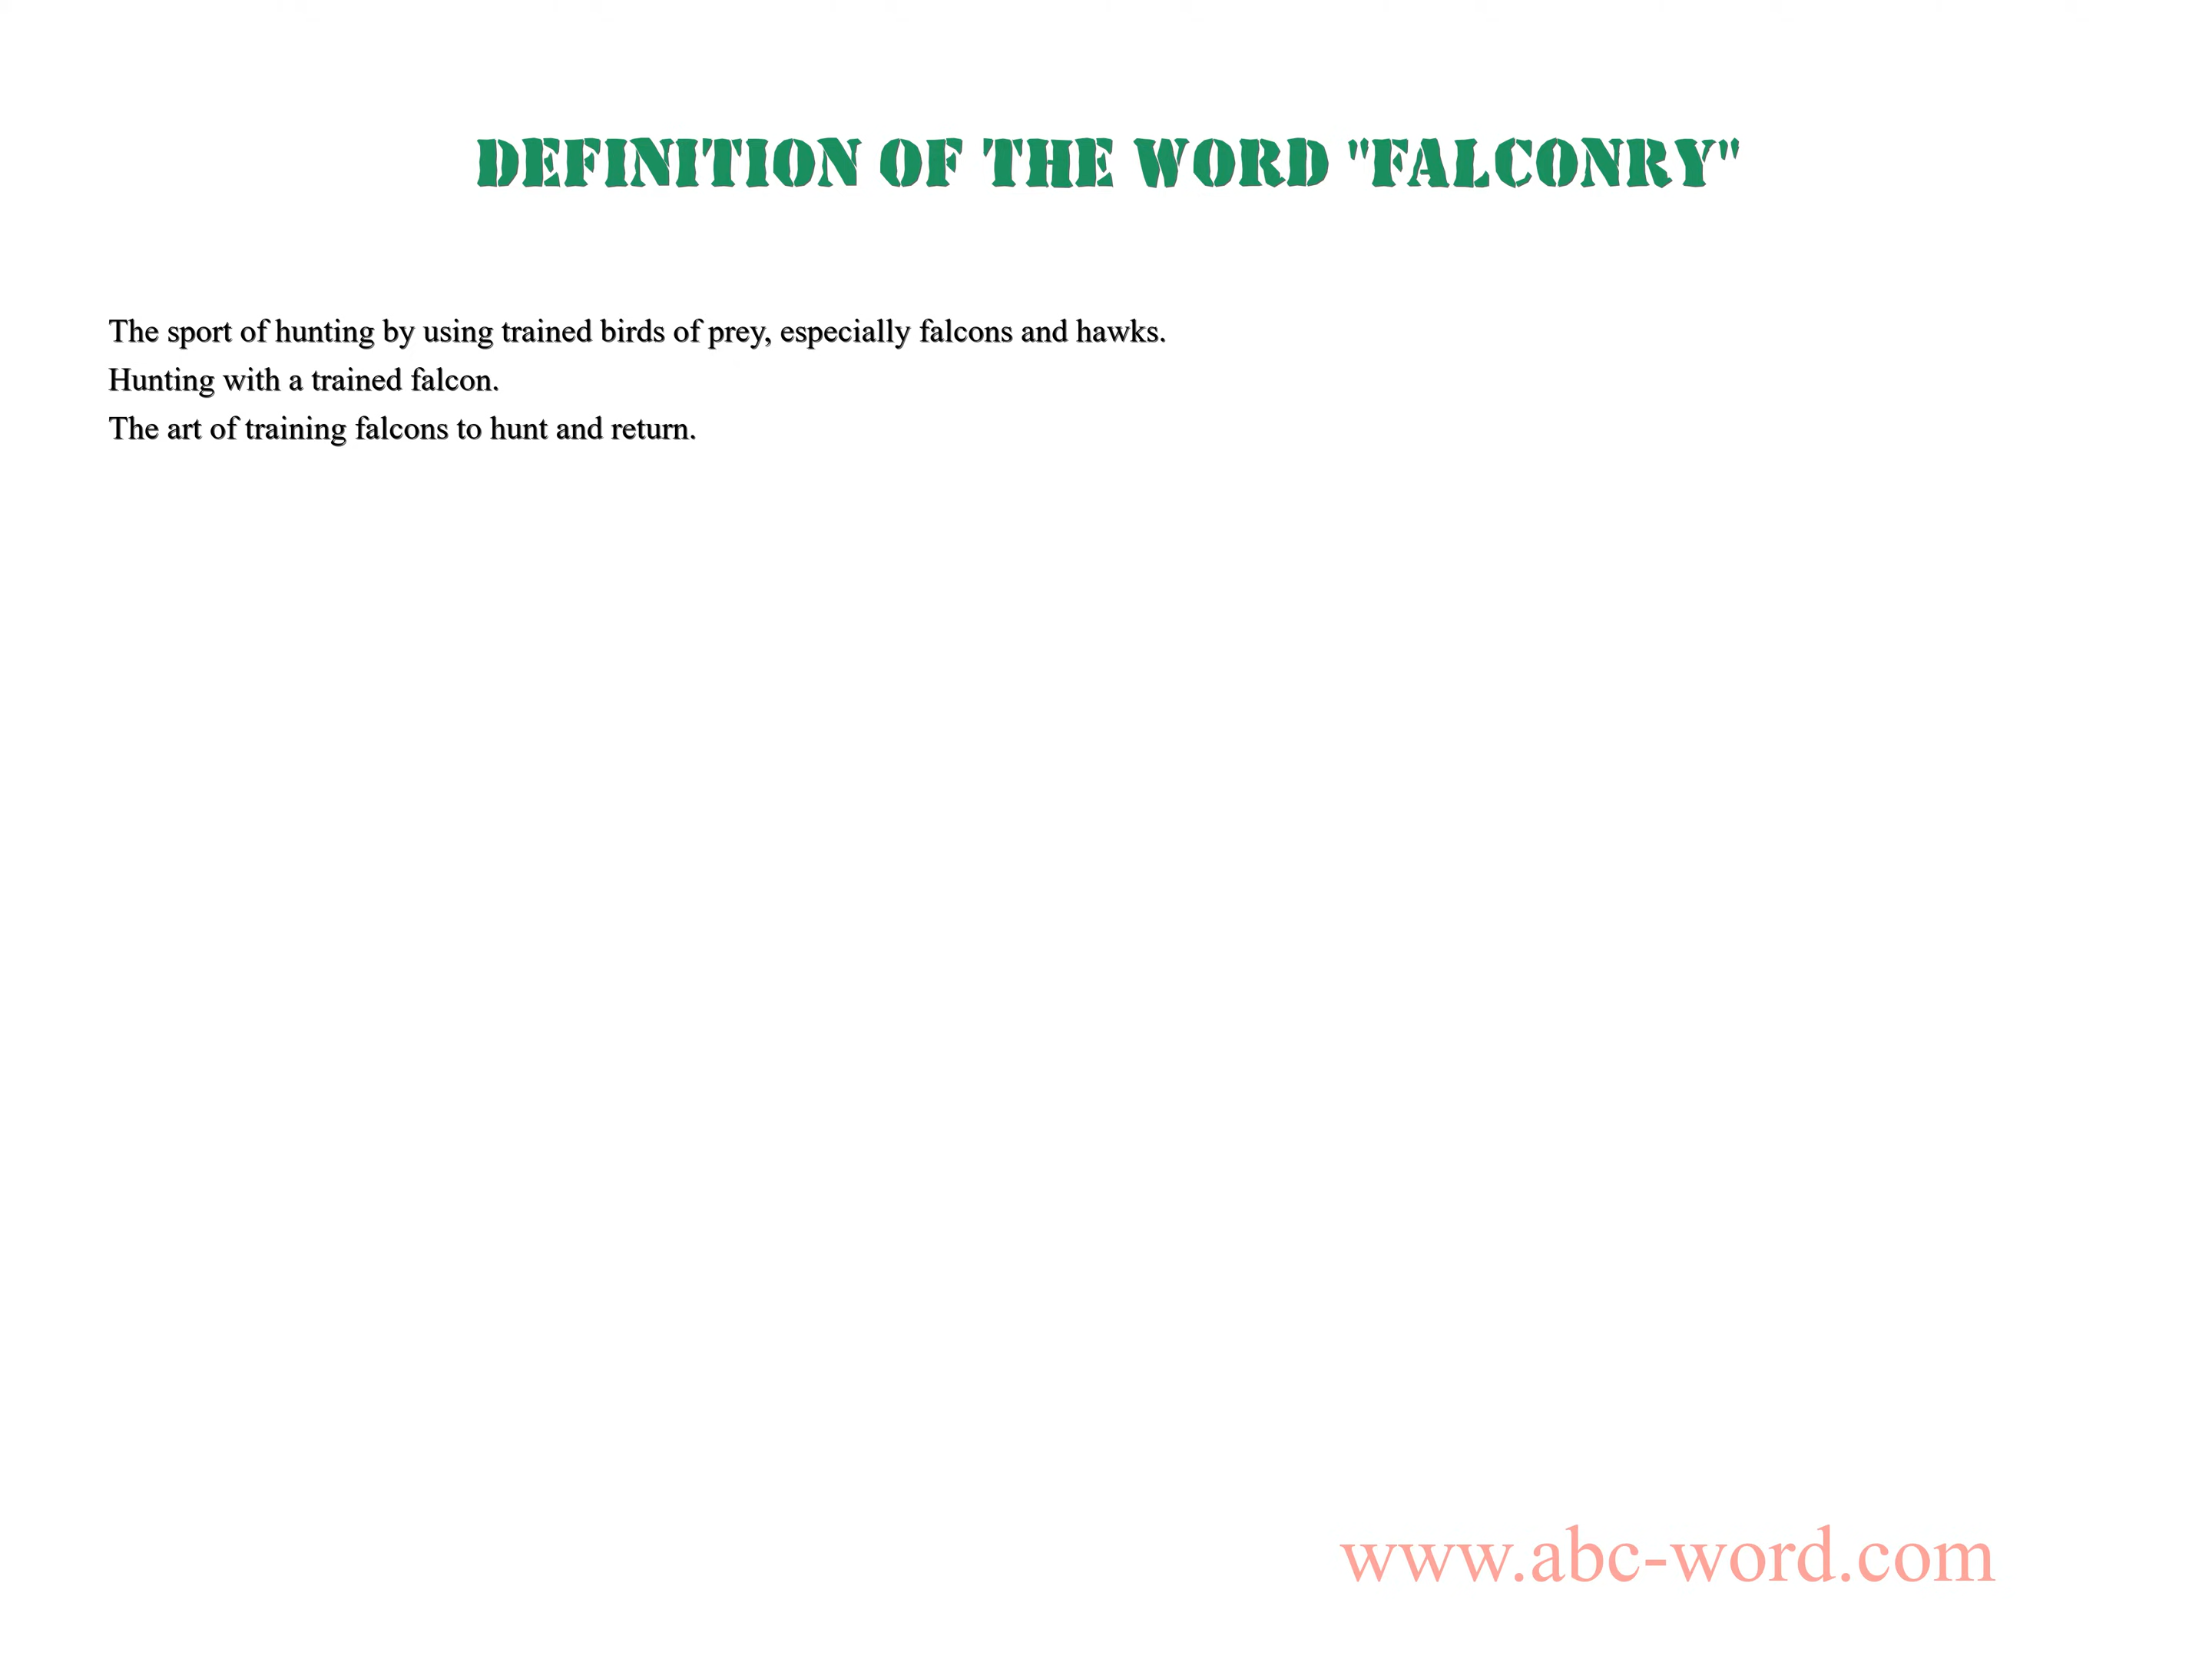 DEFINITION OF THE WORD "FALCONRY"
The sport of hunting by using trained birds of prey, especially falcons and hawks.
Hunting with a trained falcon.
The art of training falcons to hunt and return.
www.abc-word.com